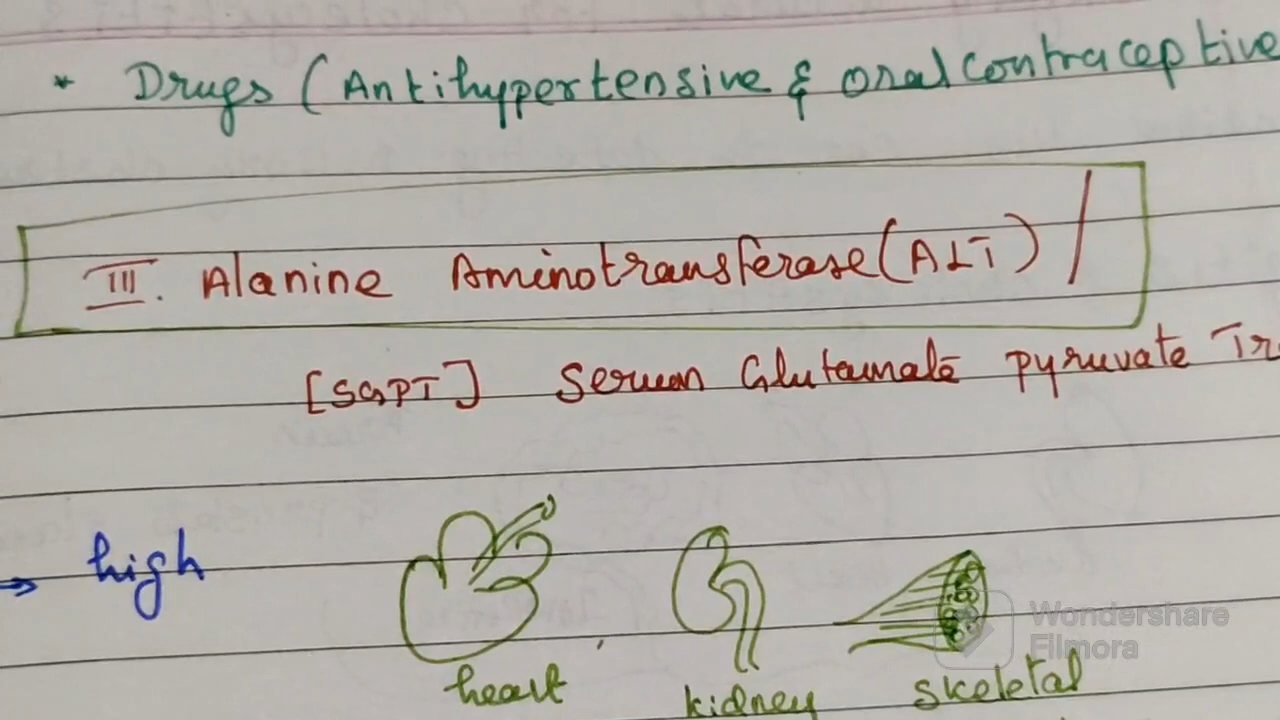 * Drugs (Antihypertensive & Oral contraceptive
III. Alanine Aminotransferase (ALT) /
[SGPT] Serum Glutamate pyruvate Tr
→ high
heart
kidney
skeletal
Wondershare
Filmora